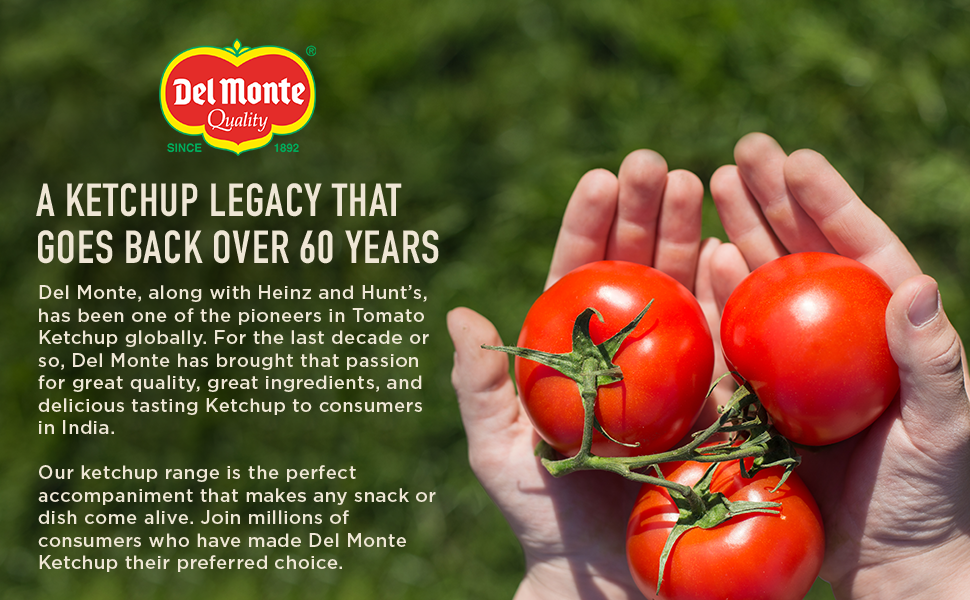 Del Monte
Quality
®
SINCE 1892
A KETCHUP LEGACY THAT
GOES BACK OVER 60 YEARS
Del Monte, along with Heinz and Hunt’s,
has been one of the pioneers in Tomato
Ketchup globally. For the last decade or
so, Del Monte has brought that passion
for great quality, great ingredients, and
delicious tasting Ketchup to consumers
in India.
Our ketchup range is the perfect
accompaniment that makes any snack or
dish come alive. Join millions of
consumers who have made Del Monte
Ketchup their preferred choice.